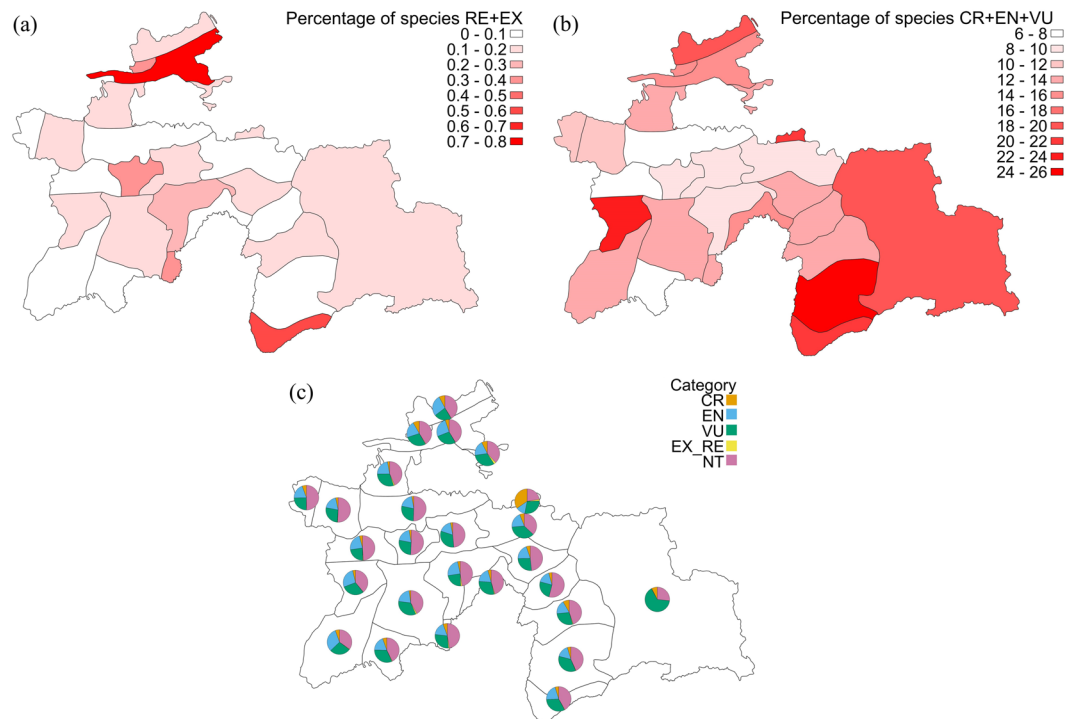 (a)
Percentage of species RE+EX
0 - 0.1
0.1 - 0.2
0.2 - 0.3
0.3 - 0.4
0.4 - 0.5
0.5 - 0.6
0.6 - 0.7
0.7 - 0.8
(b)
Percentage of species CR+EN+VU
6 - 8
8 - 10
10 - 12
12 - 14
14 - 16
16 - 18
18 - 20
20 - 22
22 - 24
24 - 26
(c)
Category
CR
EN
VU
EX_RE
NT